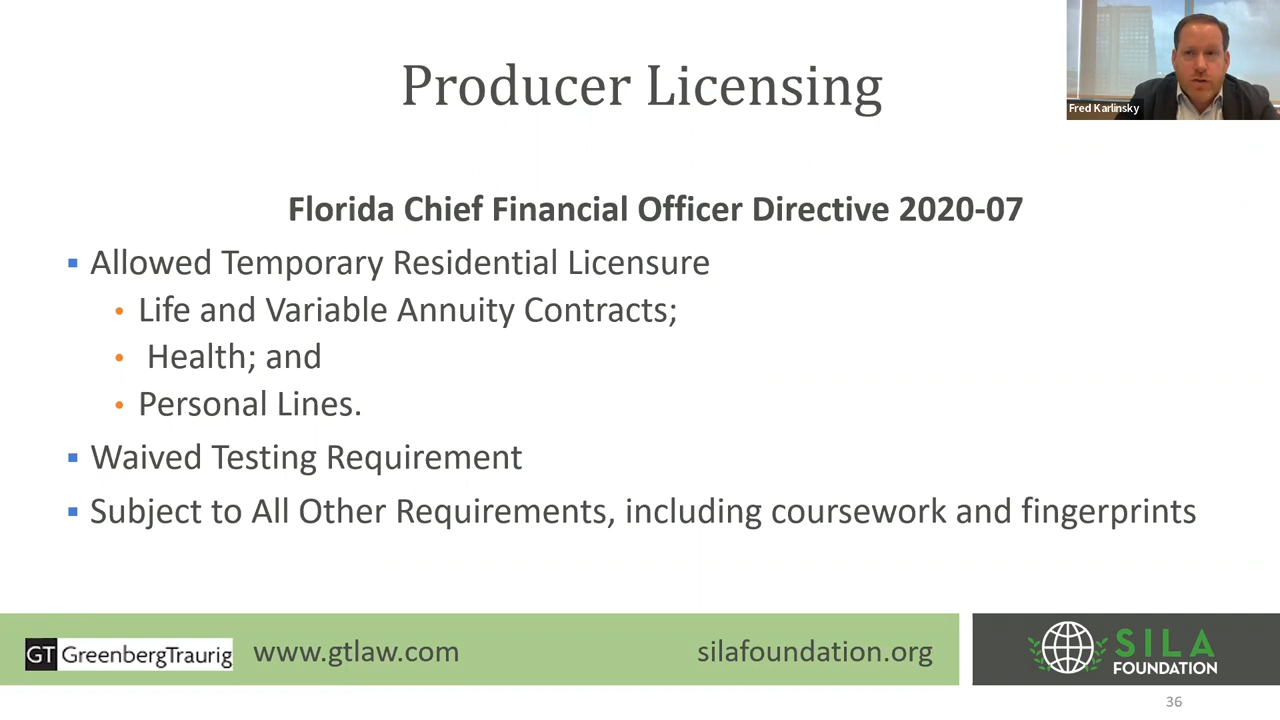 Producer Licensing
Fred Karlinsky
Florida Chief Financial Officer Directive 2020-07
▪ Allowed Temporary Residential Licensure
• Life and Variable Annuity Contracts;
• Health; and
• Personal Lines.
▪ Waived Testing Requirement
▪ Subject to All Other Requirements, including coursework and fingerprints
GT GreenbergTraurig
www.gtlaw.com
silafoundation.org
SILA
FOUNDATION
36